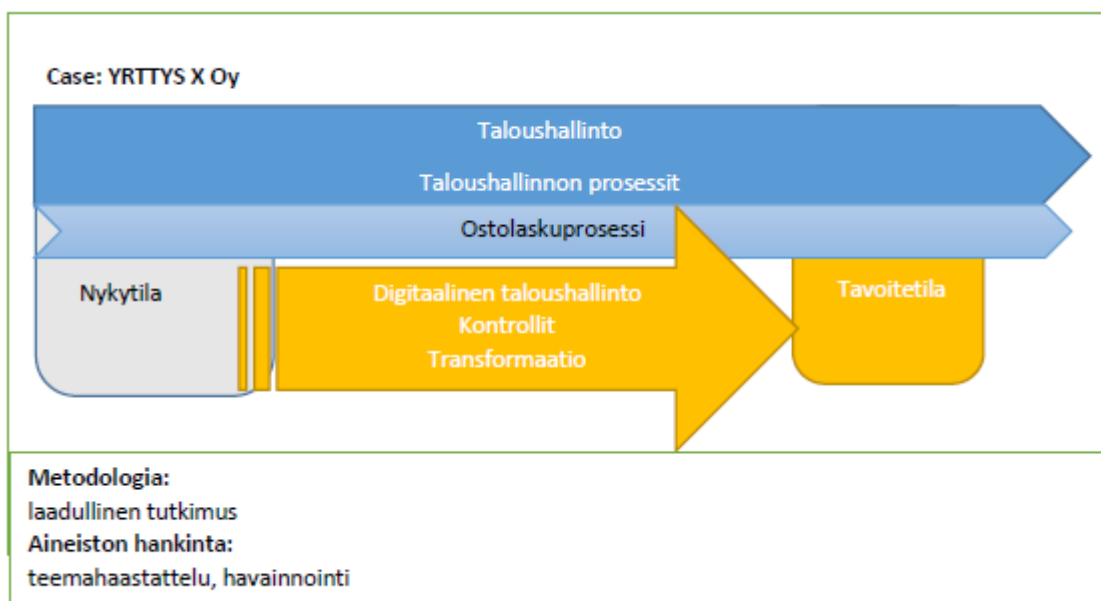 Case: YRTTYS X Oy
Taloushallinto
Taloushallinnon prosessit
Ostolaskuprosessi
Nykytila
Digitaalinen taloushallinto
Kontrollit
Transformaatio
Tavoitetila
Metodologia:
laadullinen tutkimus
Aineiston hankinta:
teemahaastattelu, havainnointi